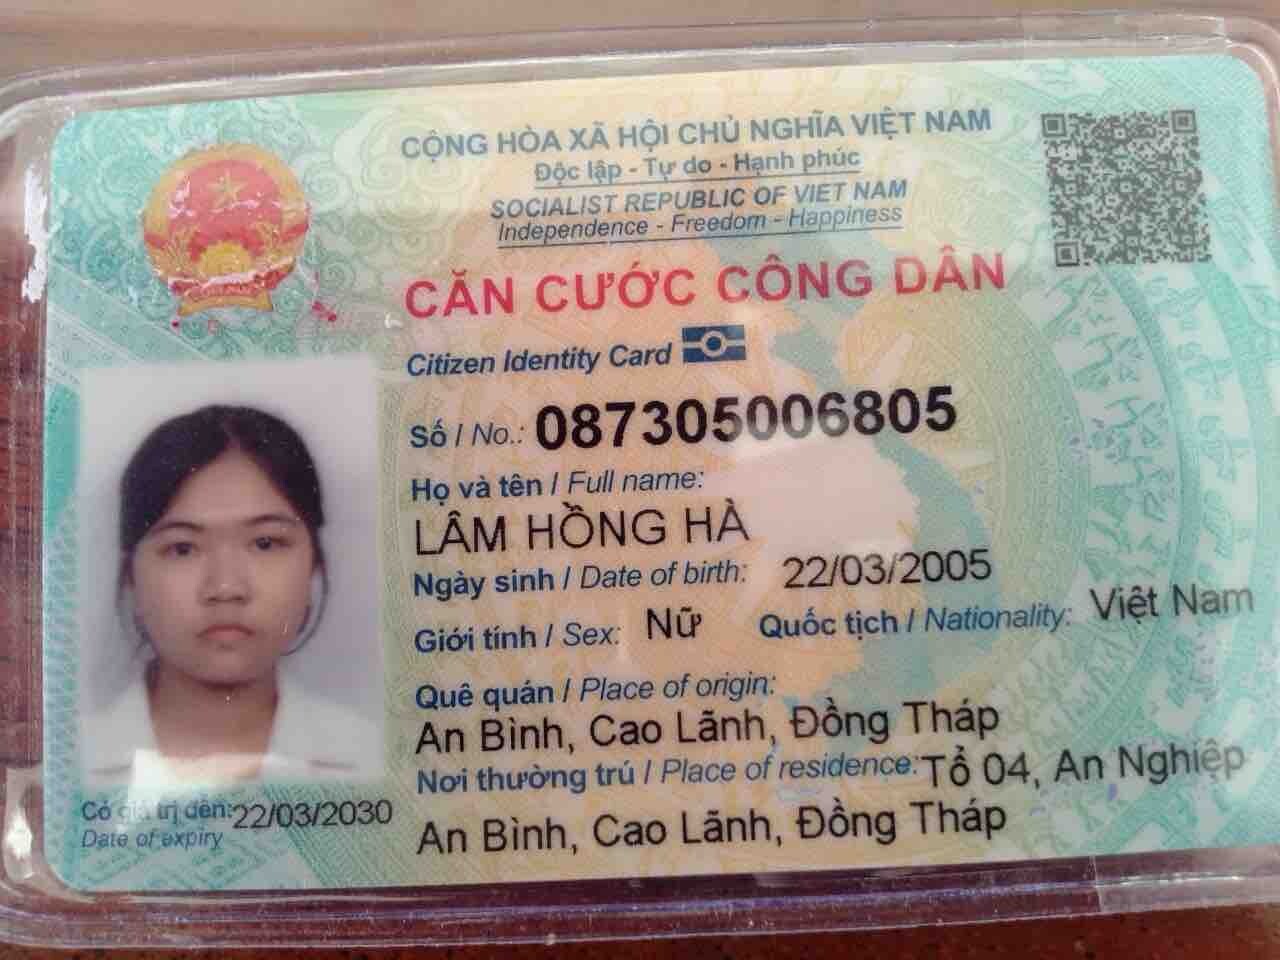 CỘNG HÒA XÃ HỘI CHỦ NGHĨA VIỆT NAM
Độc lập - Tự do - Hạnh phúc
SOCIALIST REPUBLIC OF VIET NAM
Independence - Freedom - Happiness
CĂN CƯỚC CÔNG DÂN
Citizen Identity Card
Số / No.: 087305006805
Họ và tên / Full name:
LÂM HỒNG HÀ
Ngày sinh / Date of birth: 22/03/2005
Giới tính / Sex: Nữ Quốc tịch / Nationality: Việt Nam
Quê quán / Place of origin:
An Bình, Cao Lãnh, Đồng Tháp
Nơi thường trú / Place of residence: Tổ 04, An Nghiệp
An Bình, Cao Lãnh, Đồng Tháp
Có giá trị đến: 22/03/2030
Date of expiry